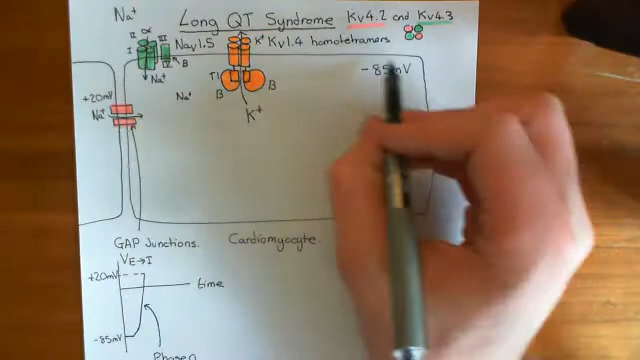 Long QT Syndrome
Kv4.2 and Kv4.3
Na⁺
II α III
I
IV
B
Nav1.5
Na⁺
K⁺ Kv1.4 homotetramers
T1
B B
K⁺
Na⁺
-85mV
+20mV
Na⁺
GAP Junctions
Cardiomyocyte
V E→I
+20mV
time
-85mV
Phase 0